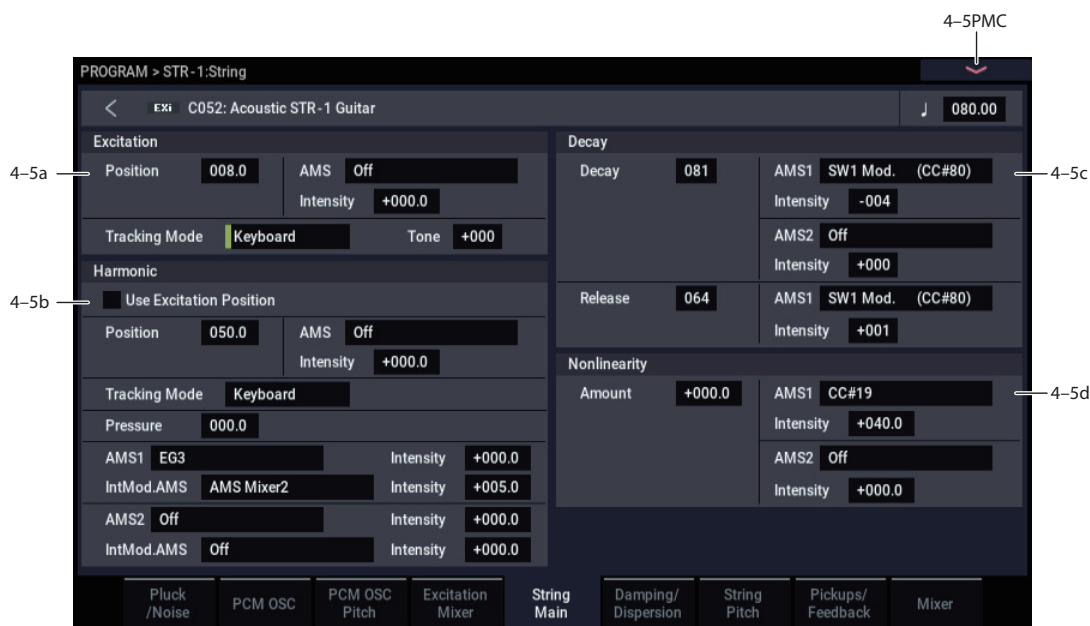 4–5PMC
PROGRAM > STR-1:String
EXi C052: Acoustic STR-1 Guitar
♩ 080.00
Excitation
4–5a
Position 008.0 AMS Off
Intensity +000.0
Tracking Mode Keyboard Tone +000
Harmonic
4–5b
Use Excitation Position
Position 050.0 AMS Off
Intensity +000.0
Tracking Mode Keyboard
Pressure 000.0
AMS1 EG3 Intensity +000.0
IntMod.AMS AMS Mixer2 Intensity +005.0
AMS2 Off Intensity +000.0
IntMod.AMS Off Intensity +000.0
Decay
Decay 081 AMS1 SW1 Mod. (CC#80)
4–5c
Intensity -004
AMS2 Off
Intensity +000
Release 064 AMS1 SW1 Mod. (CC#80)
Intensity +001
Nonlinearity
Amount +000.0 AMS1 CC#19
4–5d
Intensity +040.0
AMS2 Off
Intensity +000.0
Pluck
/Noise
PCM OSC
PCM OSC
Pitch
Excitation
Mixer
String
Main
Damping/
Dispersion
String
Pitch
Pickups/
Feedback
Mixer